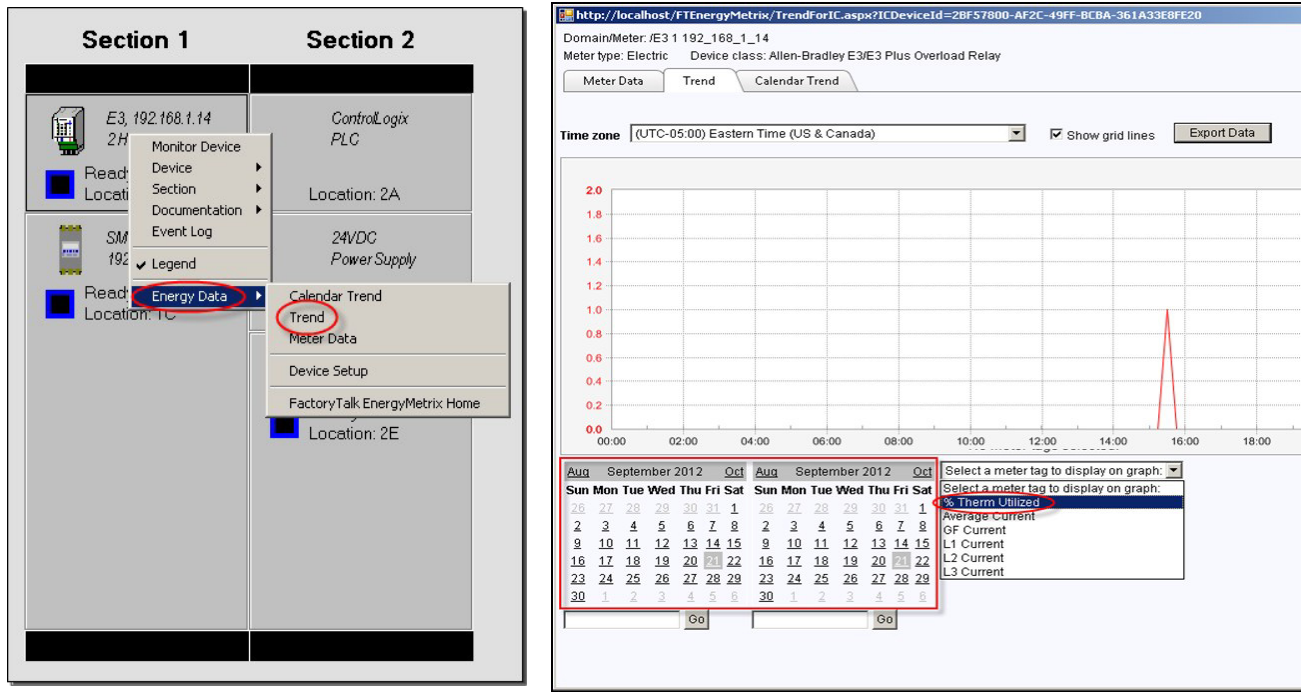 Section 1
Section 2
E3, 192.168.1.14
2 H
Ready
Locati
ControlLogix
PLC
Location: 2A
SM
192
Ready
Location: 1C
24VDC
Power Supply
Location: 2E
Monitor Device
Device
Section
Documentation
Event Log
Legend
Energy Data
Calendar Trend
Trend
Meter Data
Device Setup
FactoryTalk EnergyMetrix Home
http://localhost/FTEnergyMetrix/TrendForIC.aspx?ICDeviceId=2BF57800-AF2C-49FF-BCBA-361A33E8FE20
Domain/Meter: /E3 1 192_168_1_14
Meter type: Electric Device class: Allen-Bradley E3/E3 Plus Overload Relay
Meter Data Trend Calendar Trend
Time zone (UTC-05:00) Eastern Time (US & Canada) Show grid lines Export Data
2.0
1.8
1.6
1.4
1.2
1.0
0.8
0.6
0.4
0.2
0.0
00:00 02:00 04:00 06:00 08:00 10:00 12:00 14:00 16:00 18:00
No meter tags selected.
Aug September 2012 Oct Aug September 2012 Oct
Sun Mon Tue Wed Thu Fri Sat Sun Mon Tue Wed Thu Fri Sat
26 27 28 29 30 31 1 26 27 28 29 30 31 1
2 3 4 5 6 7 8 2 3 4 5 6 7 8
9 10 11 12 13 14 15 9 10 11 12 13 14 15
16 17 18 19 20 21 22 16 17 18 19 20 21 22
23 24 25 26 27 28 29 23 24 25 26 27 28 29
30 1 2 3 4 5 6 30 1 2 3 4 5 6
Go Go
Select a meter tag to display on graph:
Select a meter tag to display on graph:
% Therm Utilized
Average Current
GF Current
L1 Current
L2 Current
L3 Current